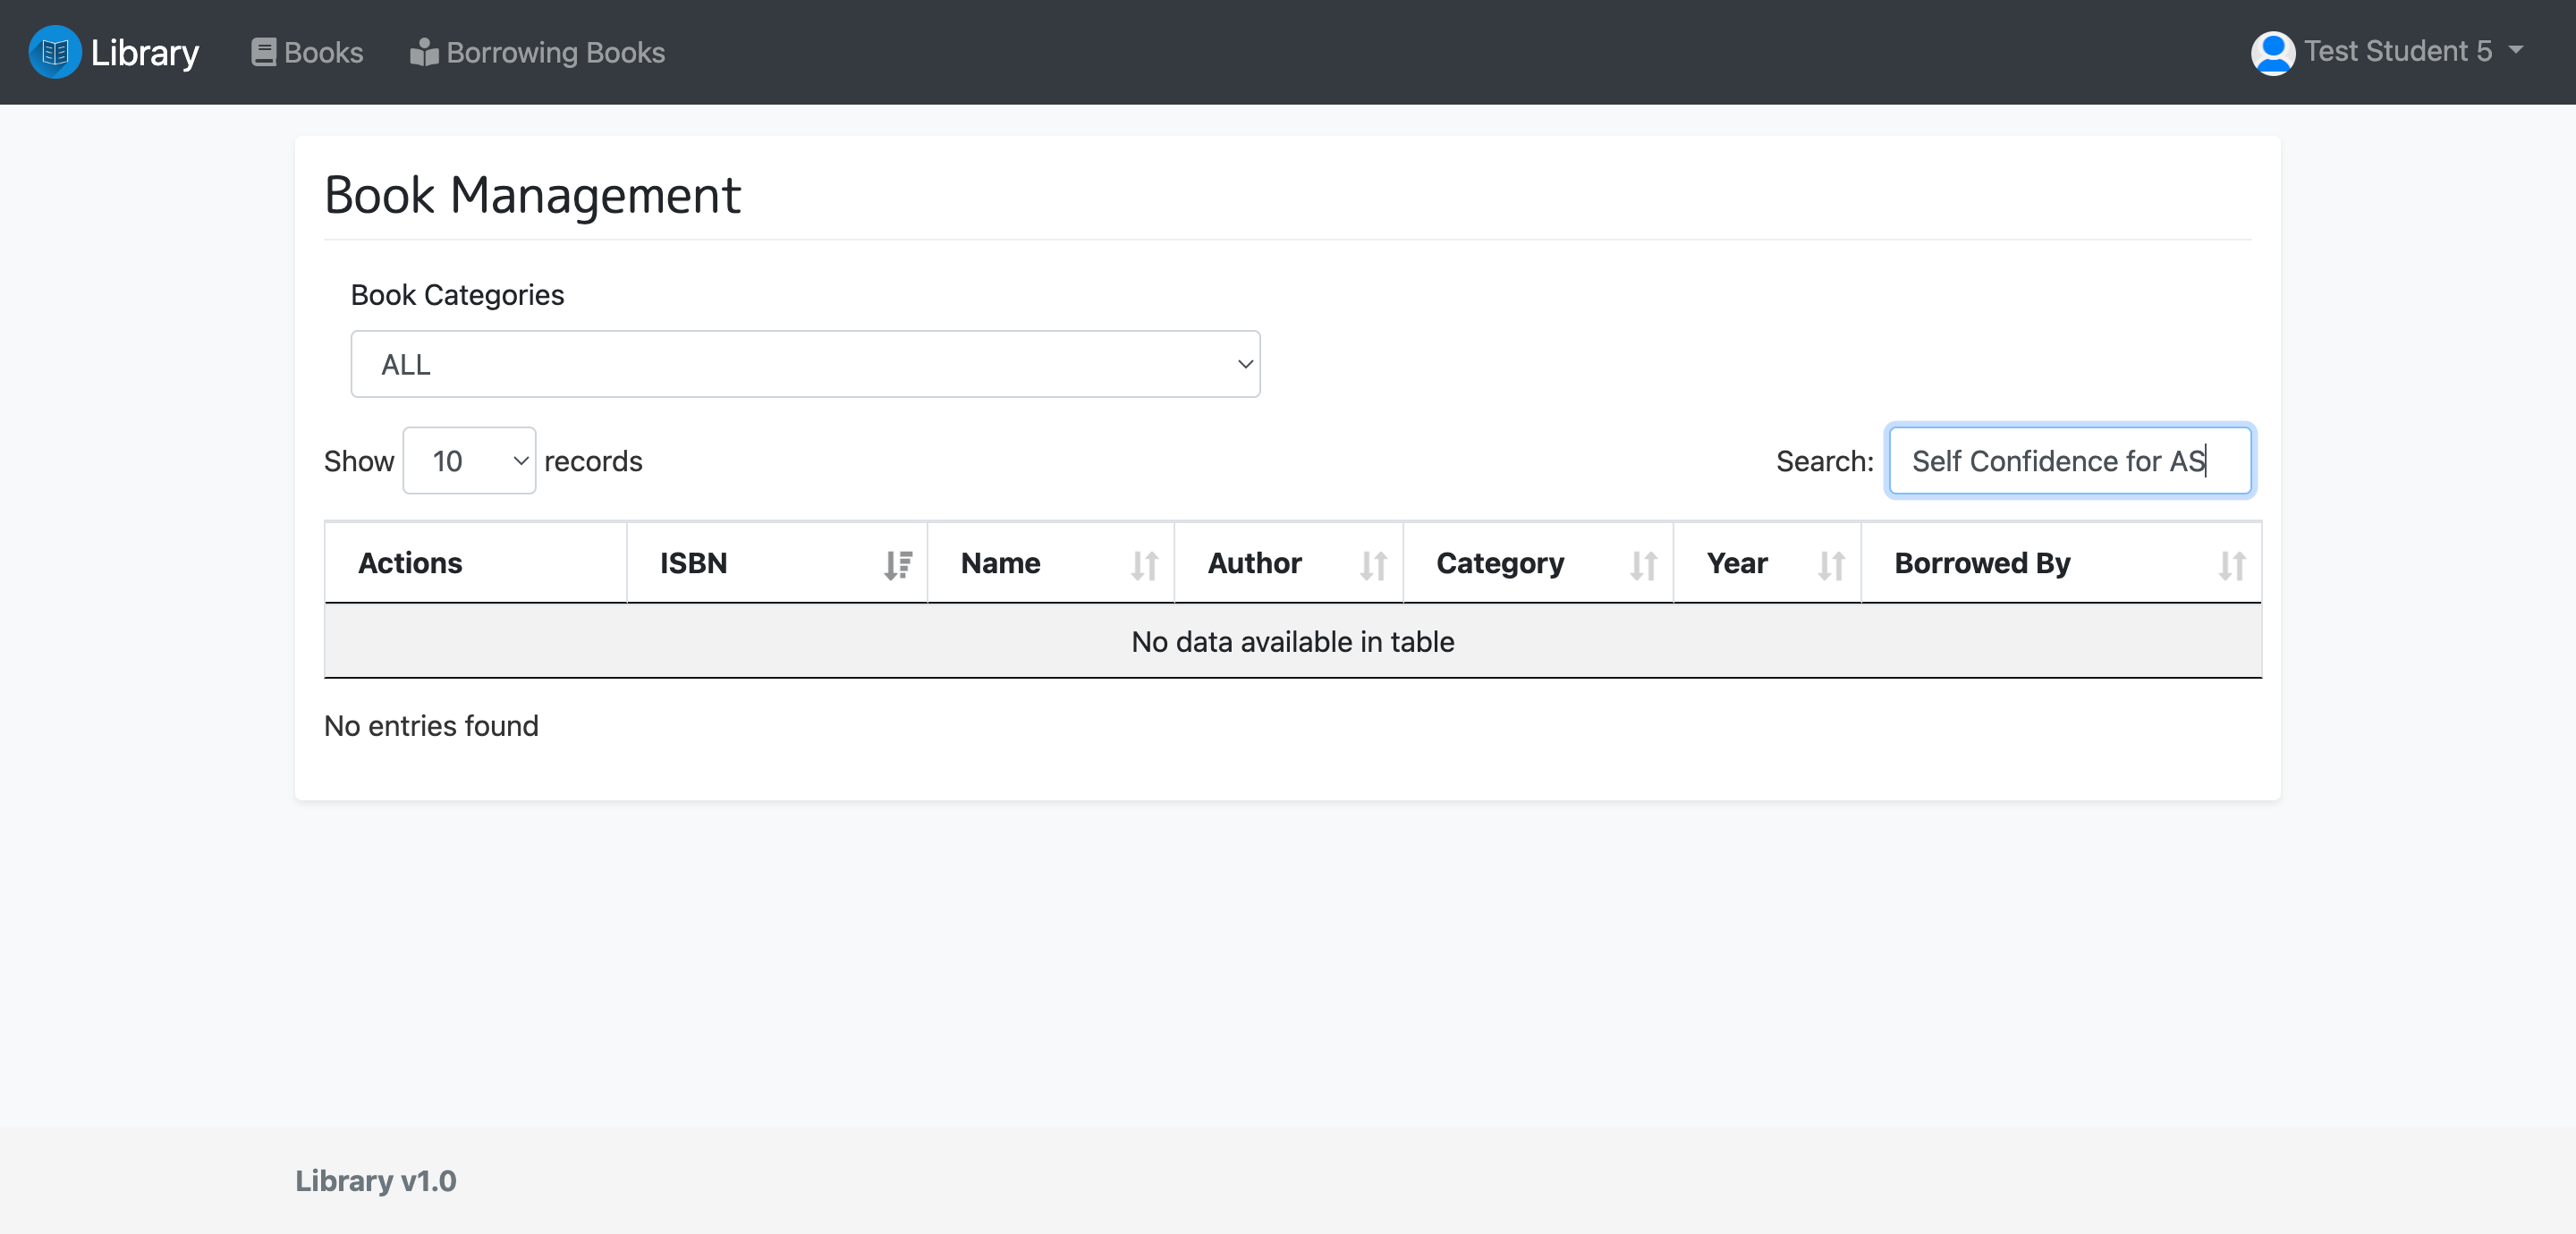 Library
Books
Borrowing Books
Test Student 5
Book Management
Book Categories
ALL
Show 10 records
Search: Self Confidence for AS
Actions ISBN Name Author Category Year Borrowed By
No data available in table
No entries found
Library v1.0